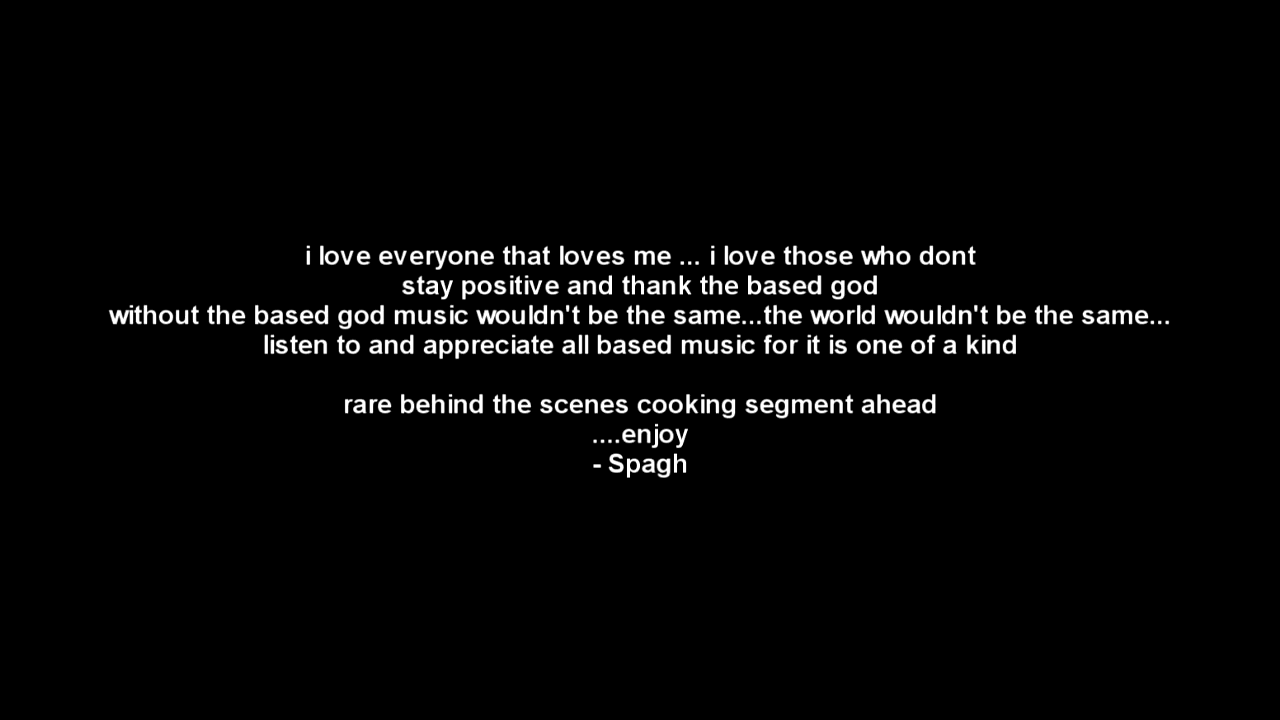 i love everyone that loves me ... i love those who dont
stay positive and thank the based god
without the based god music wouldn't be the same...the world wouldn't be the same...
listen to and appreciate all based music for it is one of a kind
rare behind the scenes cooking segment ahead
....enjoy
- Spagh